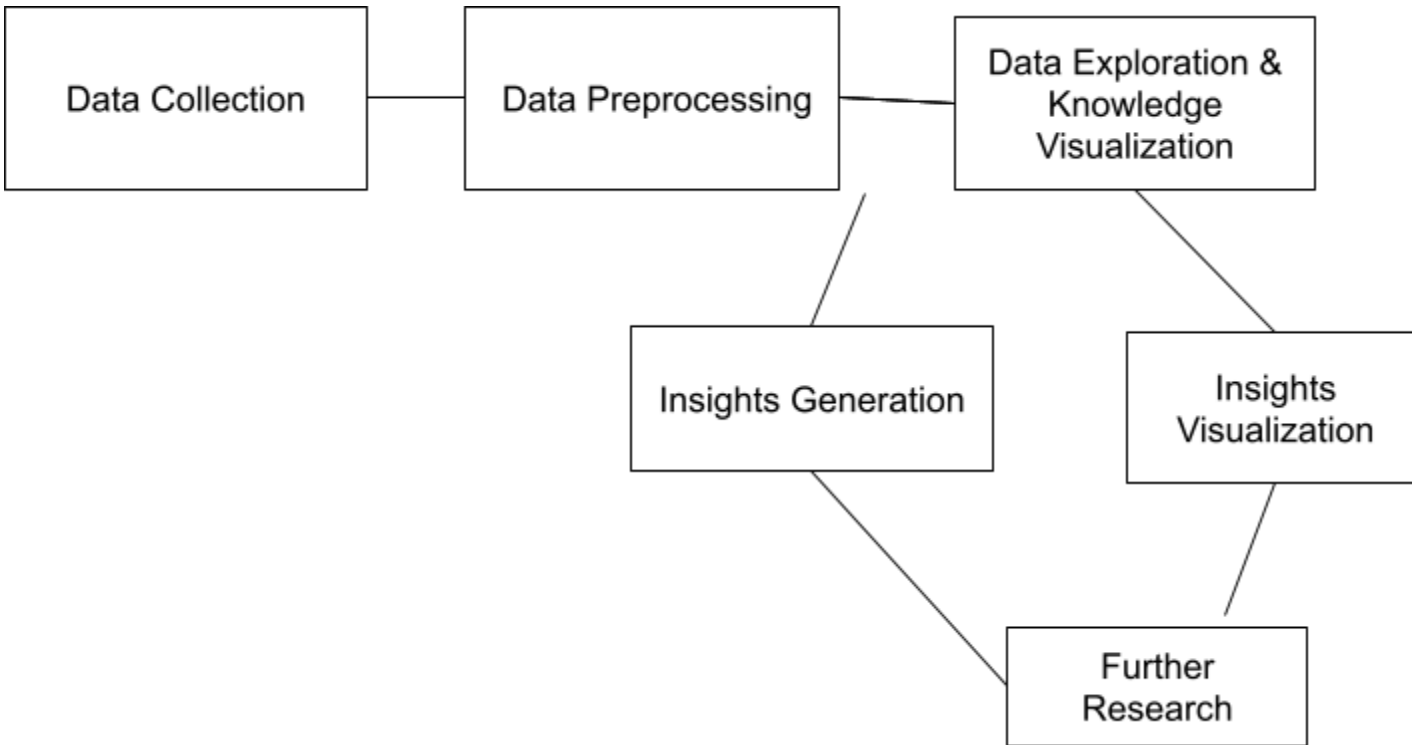 Data Collection
Data Preprocessing
Data Exploration &
Knowledge
Visualization
Insights Generation
Insights
Visualization
Further
Research